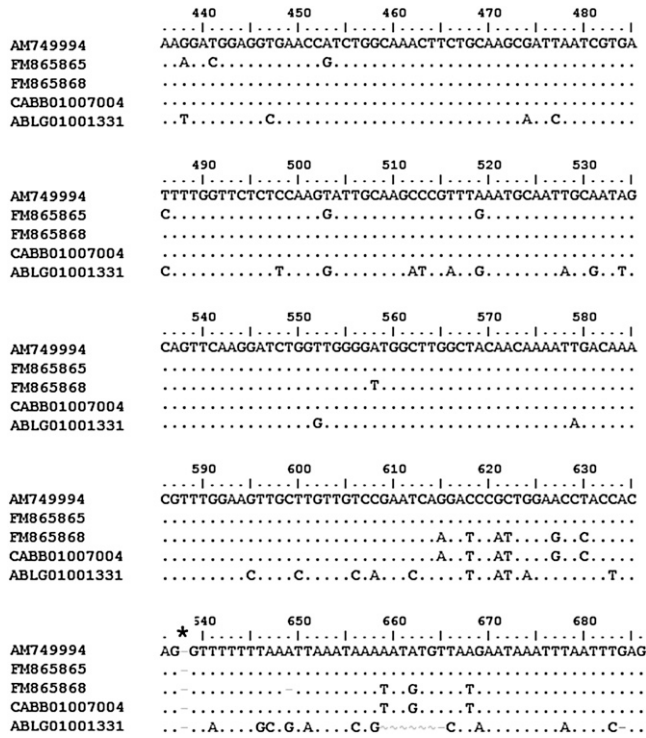 440 450 460 470 480
AM749994 AAGGATGGAGGTGAACCATCTGGCAAACTTCTGCAAGCGATTAATCGTGA
FM865865 ..A..C...........G................................
FM865868 ..................................................
CABB01007004 ..................................................
ABLG01001331 ..T........C..........................A..C........
490 500 510 520 530
AM749994 TTTTGGTTCTCTCCAAGTATTGCAAGCCCGTTTAAATGCAATTGCAATAG
FM865865 C................G...............G................
FM865868 ..................................................
CABB01007004 ..................................................
ABLG01001331 C...........T....G........AT..A..G........A..C..T.
540 550 560 570 580
AM749994 CAGTTCAAGGATCTGGTTGGGGATGGCTTGGCTACAACAAAATTGACAAA
FM865865 ..................................................
FM865868 ......................T...........................
CABB01007004 ..................................................
ABLG01001331 ................C..........................A......
590 600 610 620 630
AM749994 CGTTTGGAAGTTGCTTGTTGTCCGAATCAGGACCCGCTGGAACCTACCAC
FM865865 ..................................................
FM865868 .............................A..T..AT....G..C.....
CABB01007004 .............................A..T..AT....G..C.....
ABLG01001331 .........C....C.....C.A...C.....T..AT.A........T..
* 640 650 660 670 680
AM749994 AG-GTTTTTTTAAATTAAATAAAAAATATGTTAAGAATAAATTTAATTTGAG
FM865865 ..-................................................
FM865868 ..-..........-.........T..G.....T..................
CABB01007004 ..-....................T..G.....T..................
ABLG01001331 ..-..A....GC.G.A.....CG~~~~~~~C..A........A....C-..